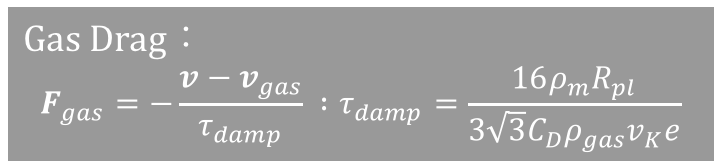 Gas Drag :
F_gas = − (v − v_gas) / τ_damp : τ_damp = 16ρ_m R_pl / (3√3 C_D ρ_gas v_K e)